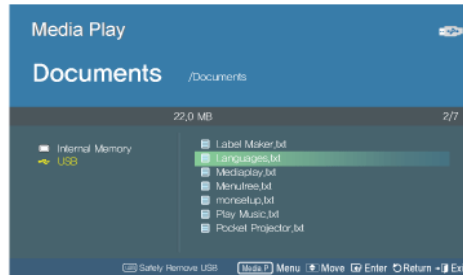 Media Play
Documents /Documents
22,0 MB 2/7
Internal Memory
USB
Label Maker,txt
Languages,txt
Mediaplay,txt
Menutree,txt
monsetup,txt
Play Music,txt
Pocket Projector,txt
Safely Remove USB Media.P Menu Move Enter Return Exi